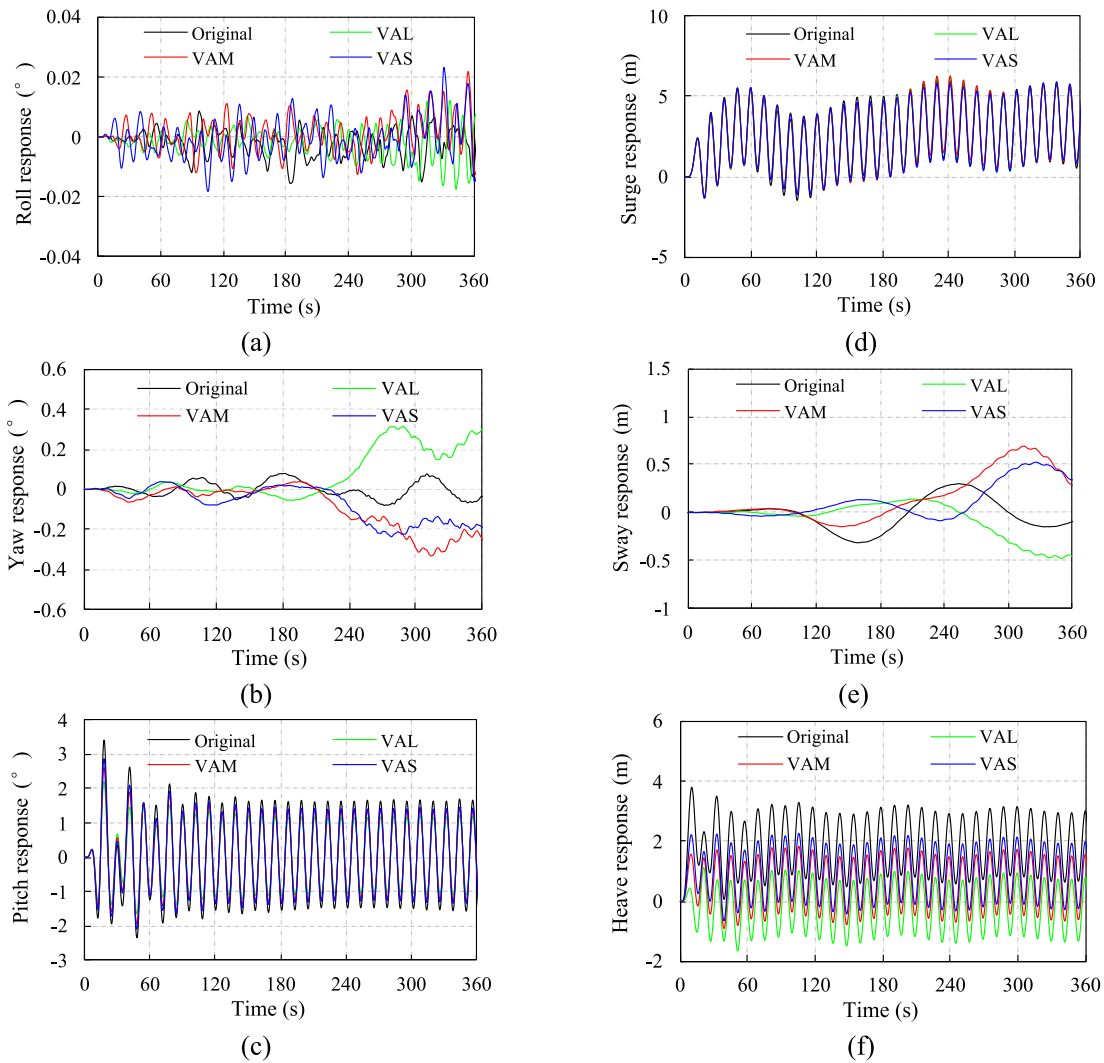 0.04
0.02
0
-0.02
-0.04
Roll response (°)
Original
VAL
VAM
VAS
0 60 120 180 240 300 360
Time (s)
(a)
10
5
0
-5
Surge response (m)
Original
VAL
VAM
VAS
0 60 120 180 240 300 360
Time (s)
(d)
0.6
0.4
0.2
0
-0.2
-0.4
-0.6
Yaw response (°)
Original
VAL
VAM
VAS
0 60 120 180 240 300 360
Time (s)
(b)
1.5
1
0.5
0
-0.5
-1
Sway response (m)
Original
VAL
VAM
VAS
0 60 120 180 240 300 360
Time (s)
(e)
4
3
2
1
0
-1
-2
-3
Pitch response (°)
Original
VAL
VAM
VAS
0 60 120 180 240 300 360
Time (s)
(c)
6
4
2
0
-2
Heave response (m)
Original
VAL
VAM
VAS
0 60 120 180 240 300 360
Time (s)
(f)